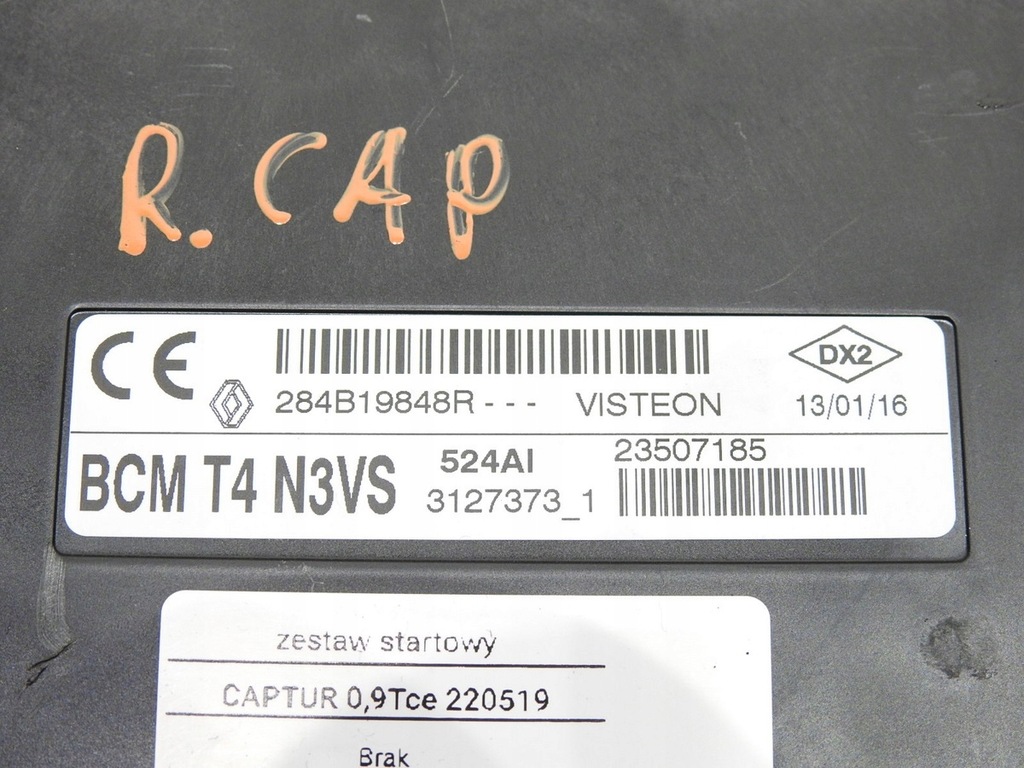 R. CAP
CE
DX2
284B19848R - - - VISTEON 13/01/16
BCM T4 N3VS 524AI 23507185
3127373_1
zestaw startowy
CAPTUR 0,9Tce 220519
Brak